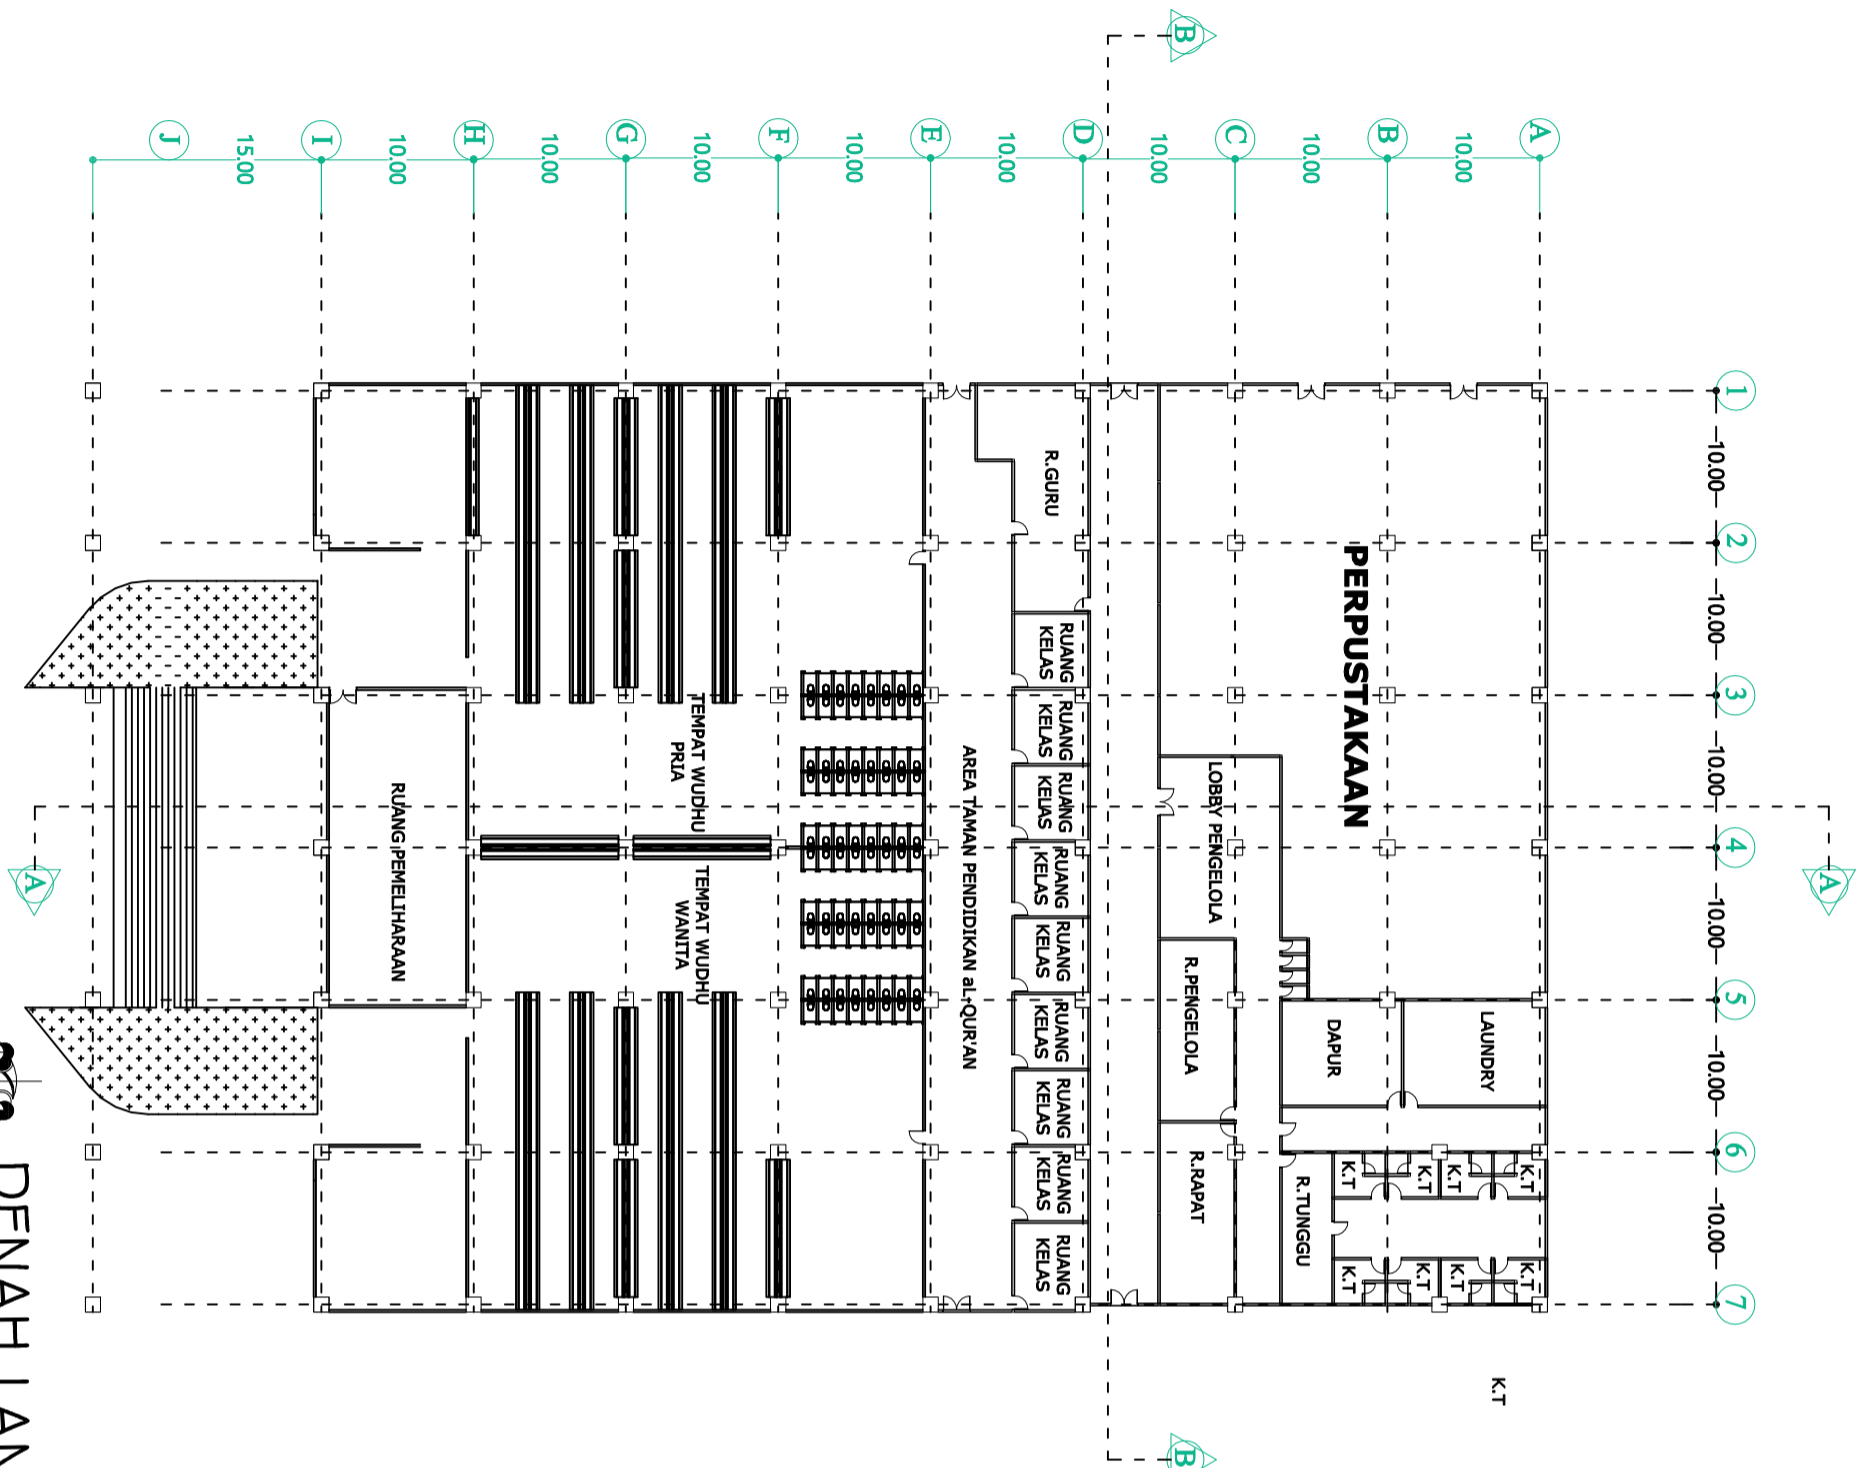 B
J
I
H
G
F
E
D
C
B
A
15.00
10.00
10.00
10.00
10.00
10.00
10.00
10.00
10.00
1
10.00
2
10.00
3
10.00
4
10.00
5
10.00
6
10.00
7
PERPUSTAKAAN
R.GURU
RUANG
KELAS
RUANG
KELAS
RUANG
KELAS
RUANG
KELAS
RUANG
KELAS
RUANG
KELAS
RUANG
KELAS
RUANG
KELAS
RUANG
KELAS
LOBBY PENGELOLA
R.PENGELOLA
R.RAPAT
DAPUR
LAUNDRY
R.TUNGGU
K.T
K.T
K.T
K.T
K.T
K.T
K.T
K.T
K.T
AREA TAMAN PENDIDIKAN aL-QUR'AN
TEMPAT WUDHU
PRIA
TEMPAT WUDHU
WANITA
RUANG PEMELIHARAAN
A
A
B
DENAH LAN